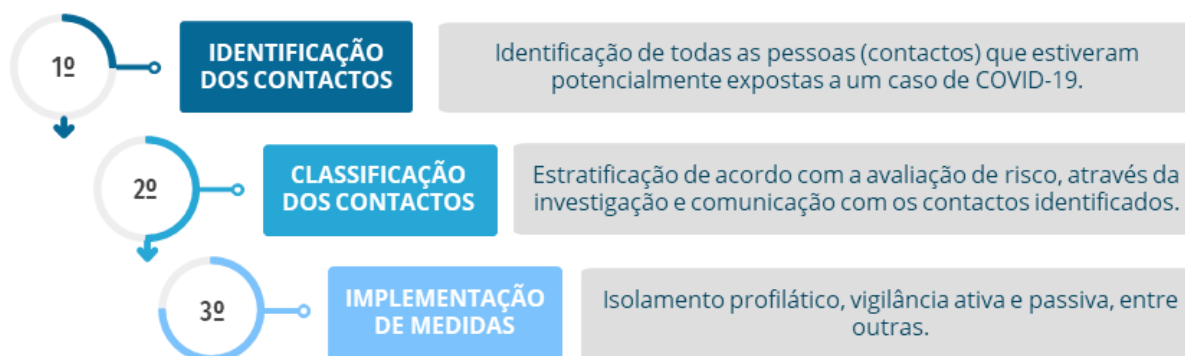 1º
IDENTIFICAÇÃO
DOS CONTACTOS
Identificação de todas as pessoas (contactos) que estiveram
potencialmente expostas a um caso de COVID-19.
2º
CLASSIFICAÇÃO
DOS CONTACTOS
Estratificação de acordo com a avaliação de risco, através da
investigação e comunicação com os contactos identificados.
3º
IMPLEMENTAÇÃO
DE MEDIDAS
Isolamento profilático, vigilância ativa e passiva, entre
outras.